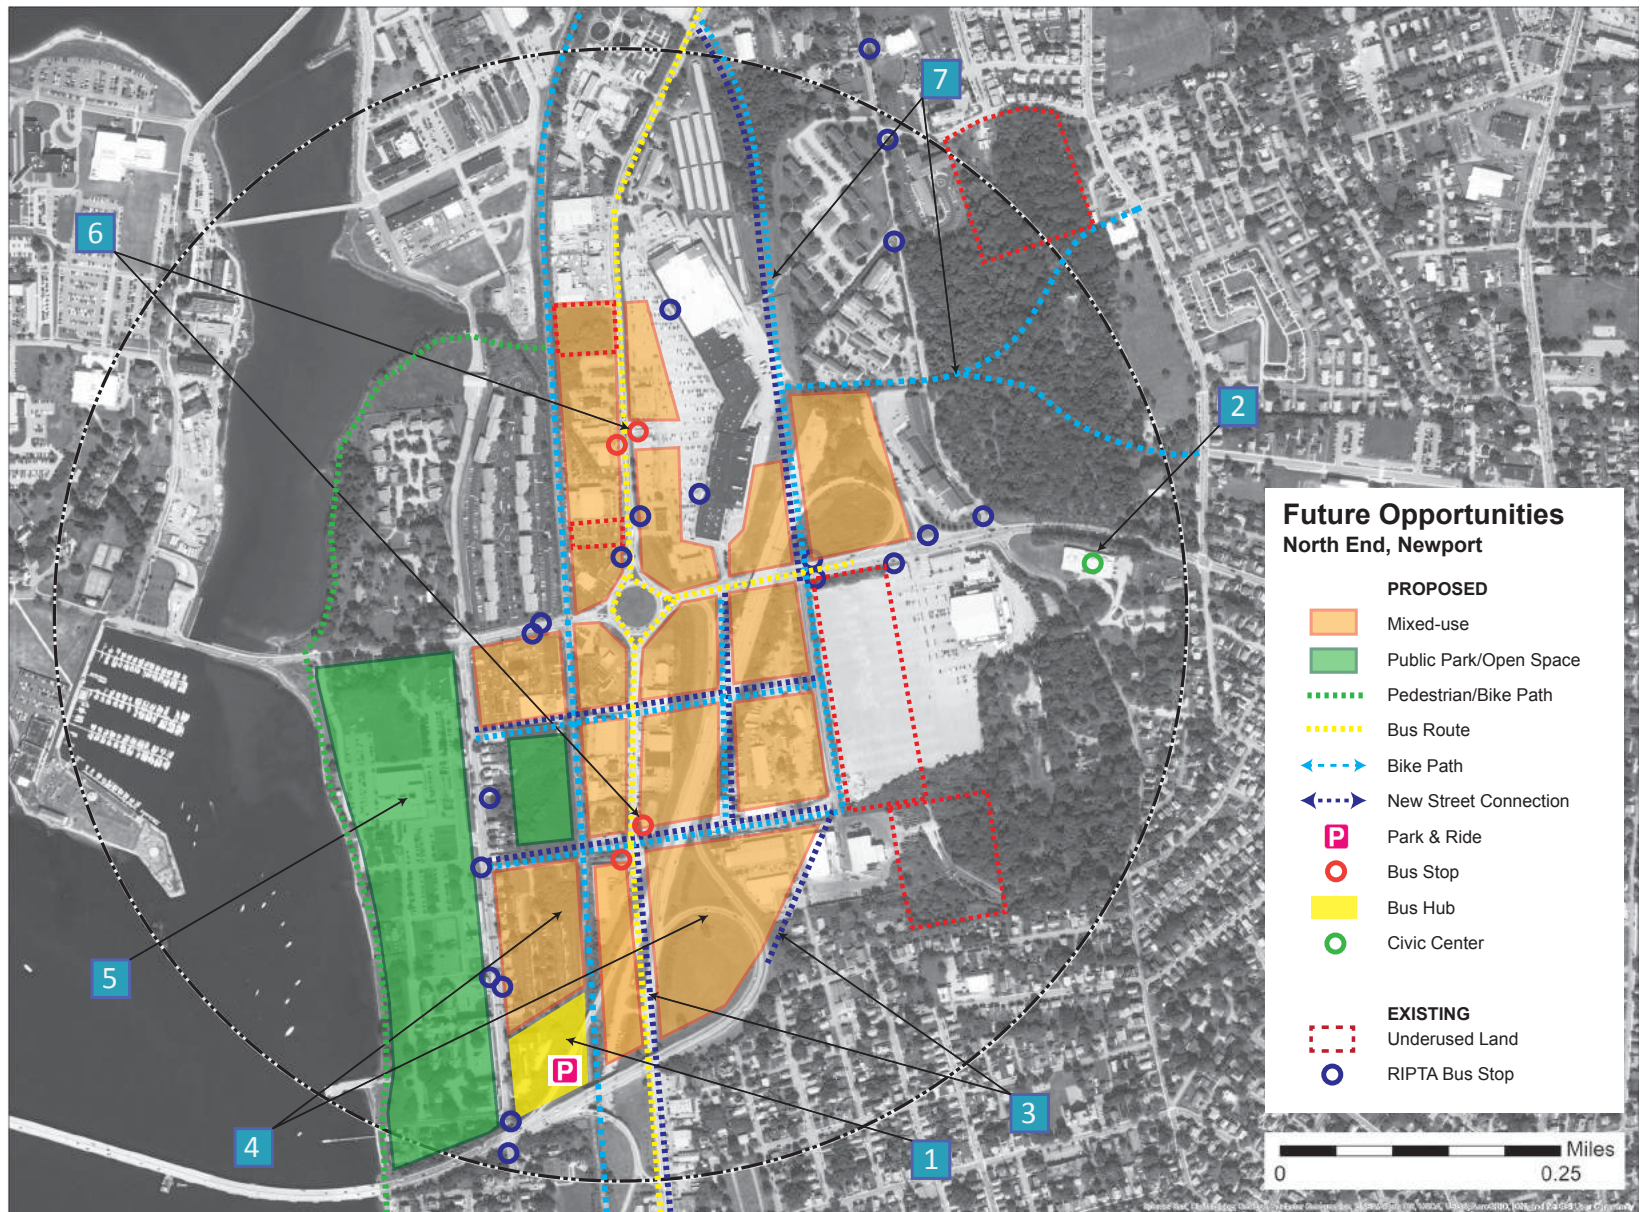 7
6
2
5
4
3
1
P
Future Opportunities
North End, Newport
PROPOSED
Mixed-use
Public Park/Open Space
Pedestrian/Bike Path
Bus Route
Bike Path
New Street Connection
P Park & Ride
Bus Stop
Bus Hub
Civic Center
EXISTING
Underused Land
RIPTA Bus Stop
Miles
0 0.25